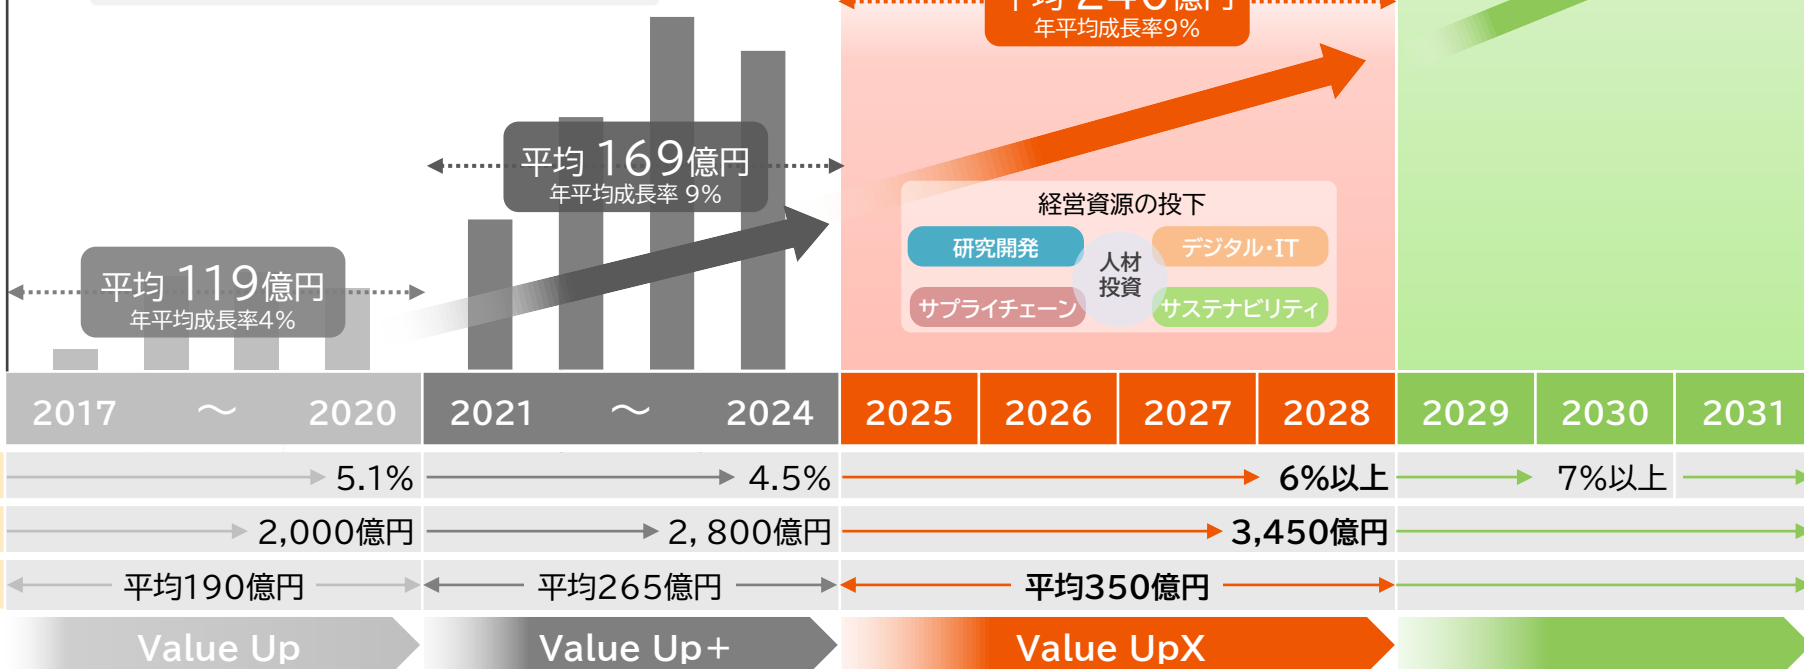 平均 240億円
年平均成長率9%
平均 169億円
年平均成長率 9%
平均 119億円
年平均成長率4%
経営資源の投下
研究開発
デジタル・IT
人材
投資
サプライチェーン
サステナビリティ
2017 ～ 2020 2021 ～ 2024 2025 2026 2027 2028 2029 2030 2031
5.1% 4.5% 6%以上 7%以上
2,000億円 2,800億円 3,450億円
平均190億円 平均265億円 平均350億円
Value Up Value Up+ Value UpX